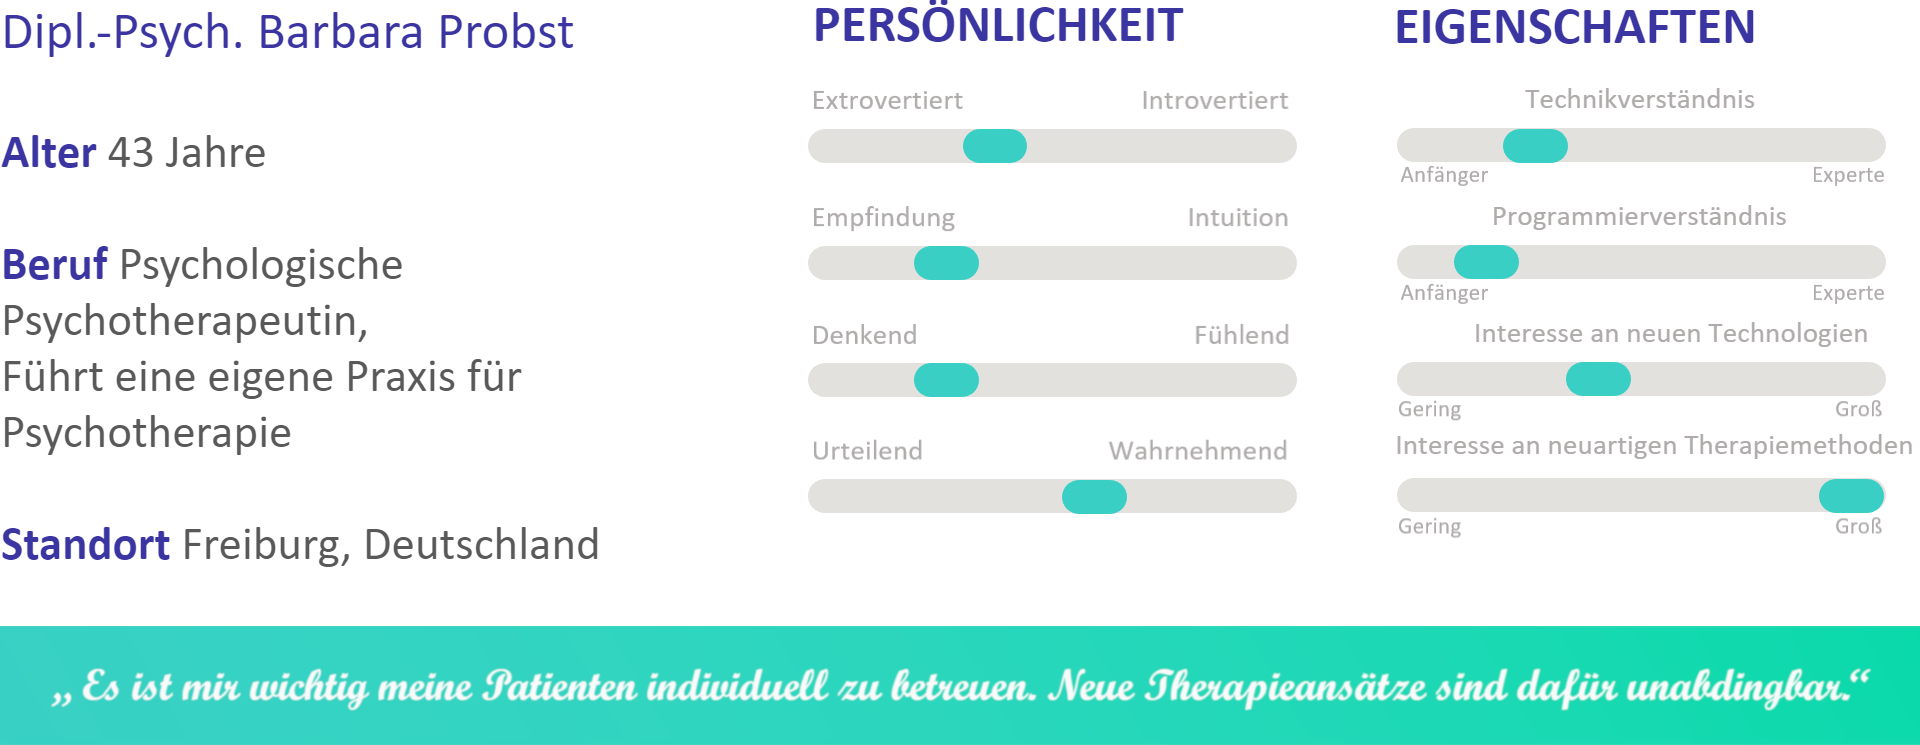 Dipl.-Psych. Barbara Probst
Alter 43 Jahre
Beruf Psychologische
Psychotherapeutin,
Führt eine eigene Praxis für
Psychotherapie
Standort Freiburg, Deutschland
PERSÖNLICHKEIT
Extrovertiert Introvertiert
Empfindung Intuition
Denkend Fühlend
Urteilend Wahrnehmend
EIGENSCHAFTEN
Technikverständnis
Anfänger Experte
Programmierverständnis
Anfänger Experte
Interesse an neuen Technologien
Gering Groß
Interesse an neuartigen Therapiemethoden
Gering Groß
„Es ist mir wichtig meine Patienten individuell zu betreuen. Neue Therapieansätze sind dafür unabdingbar.“